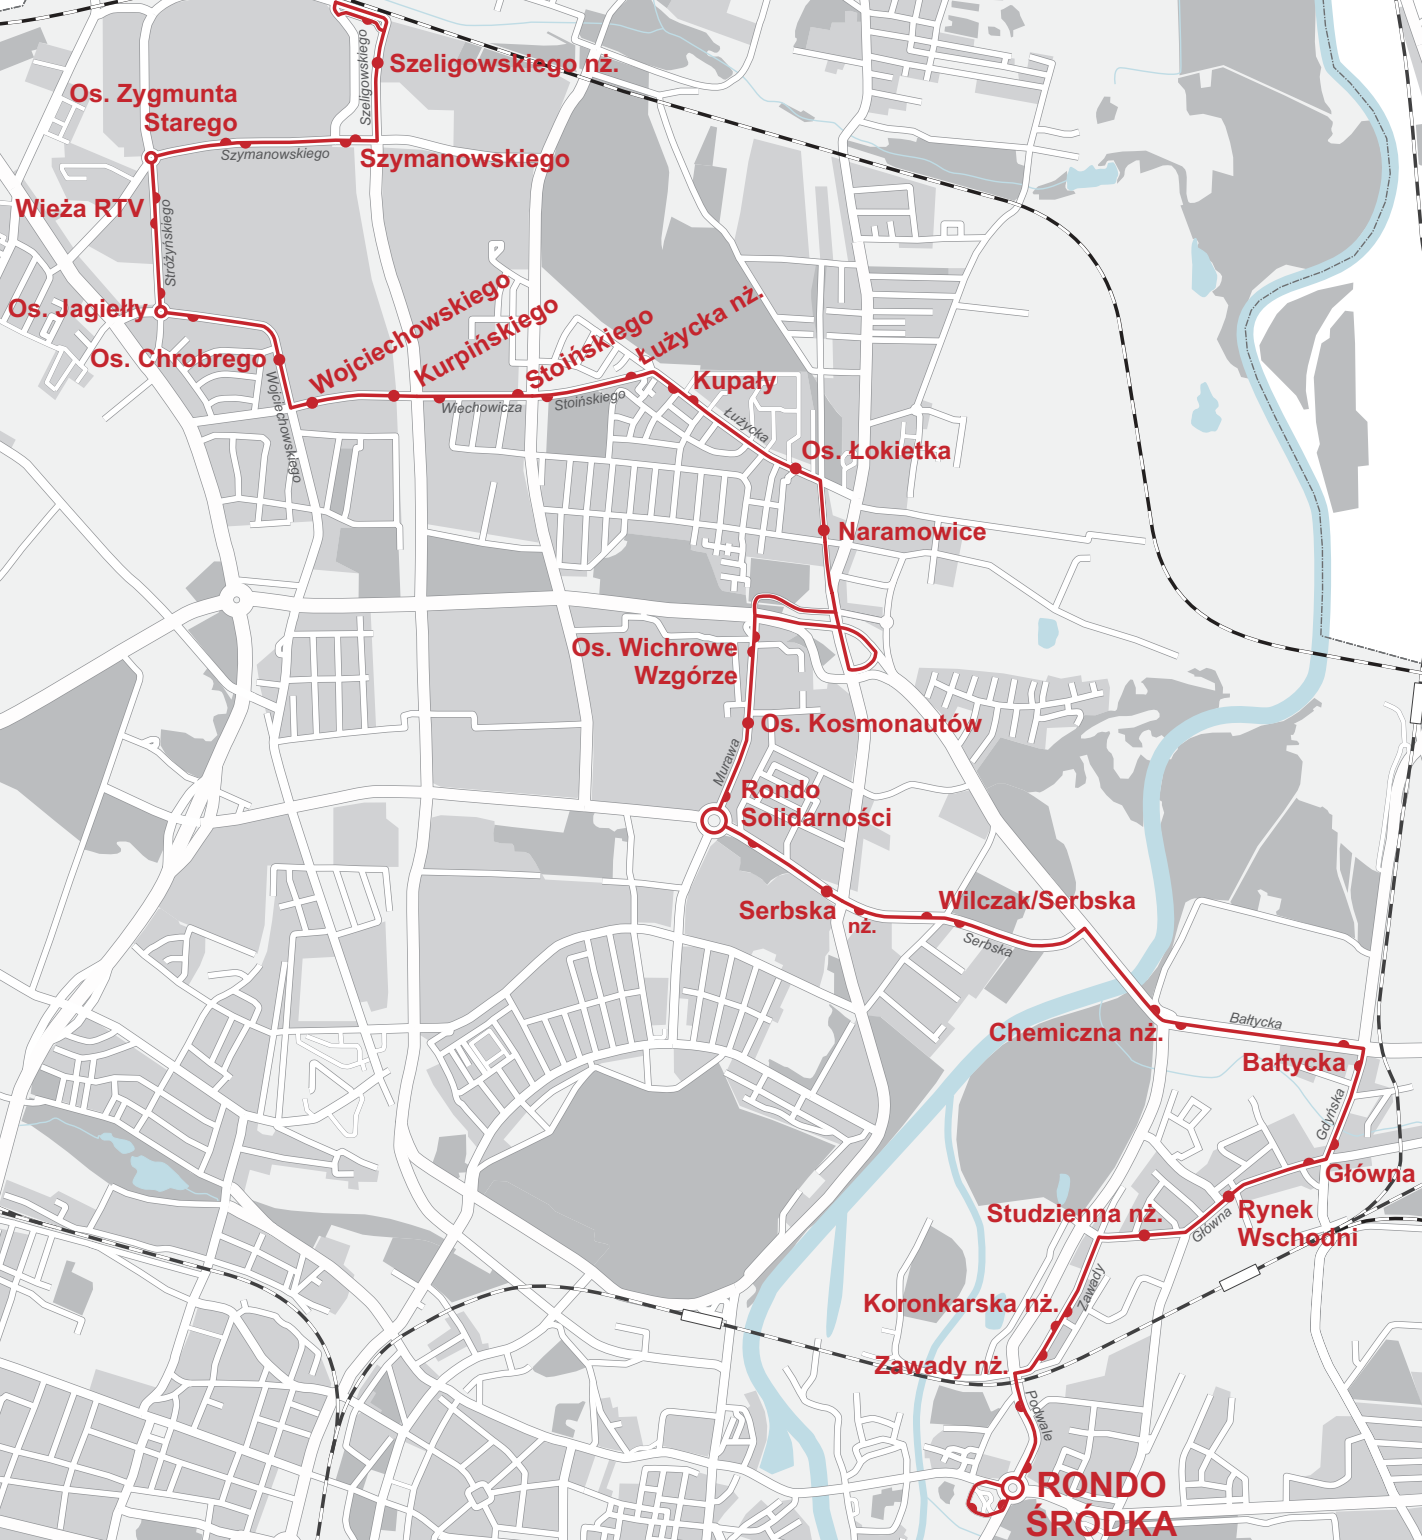 Szeligowskiego
Szeligowskiego nż.
Os. Zygmunta
Starego
Szymanowskiego
Szymanowskiego
Wieża RTV
Stróżyńskiego
Os. Jagiełły
Os. Chrobrego
Wojciechowskiego
Wojciechowskiego
Kurpińskiego
Stoińskiego
Łużycka nż.
Kupały
Wiechowicza
Stoińskiego
Łużycka
Os. Łokietka
Naramowice
Os. Wichrowe
Wzgórze
Os. Kosmonautów
Murawa
Rondo
Solidarności
Serbska
nż.
Wilczak/Serbska
Serbska
Chemiczna nż.
Bałtycka
Bałtycka
Gdyńska
Główna
Rynek
Wschodni
Główna
Studzienna nż.
Zawady
Koronkarska nż.
Zawady nż.
Podwale
RONDO
ŚRÓDKA